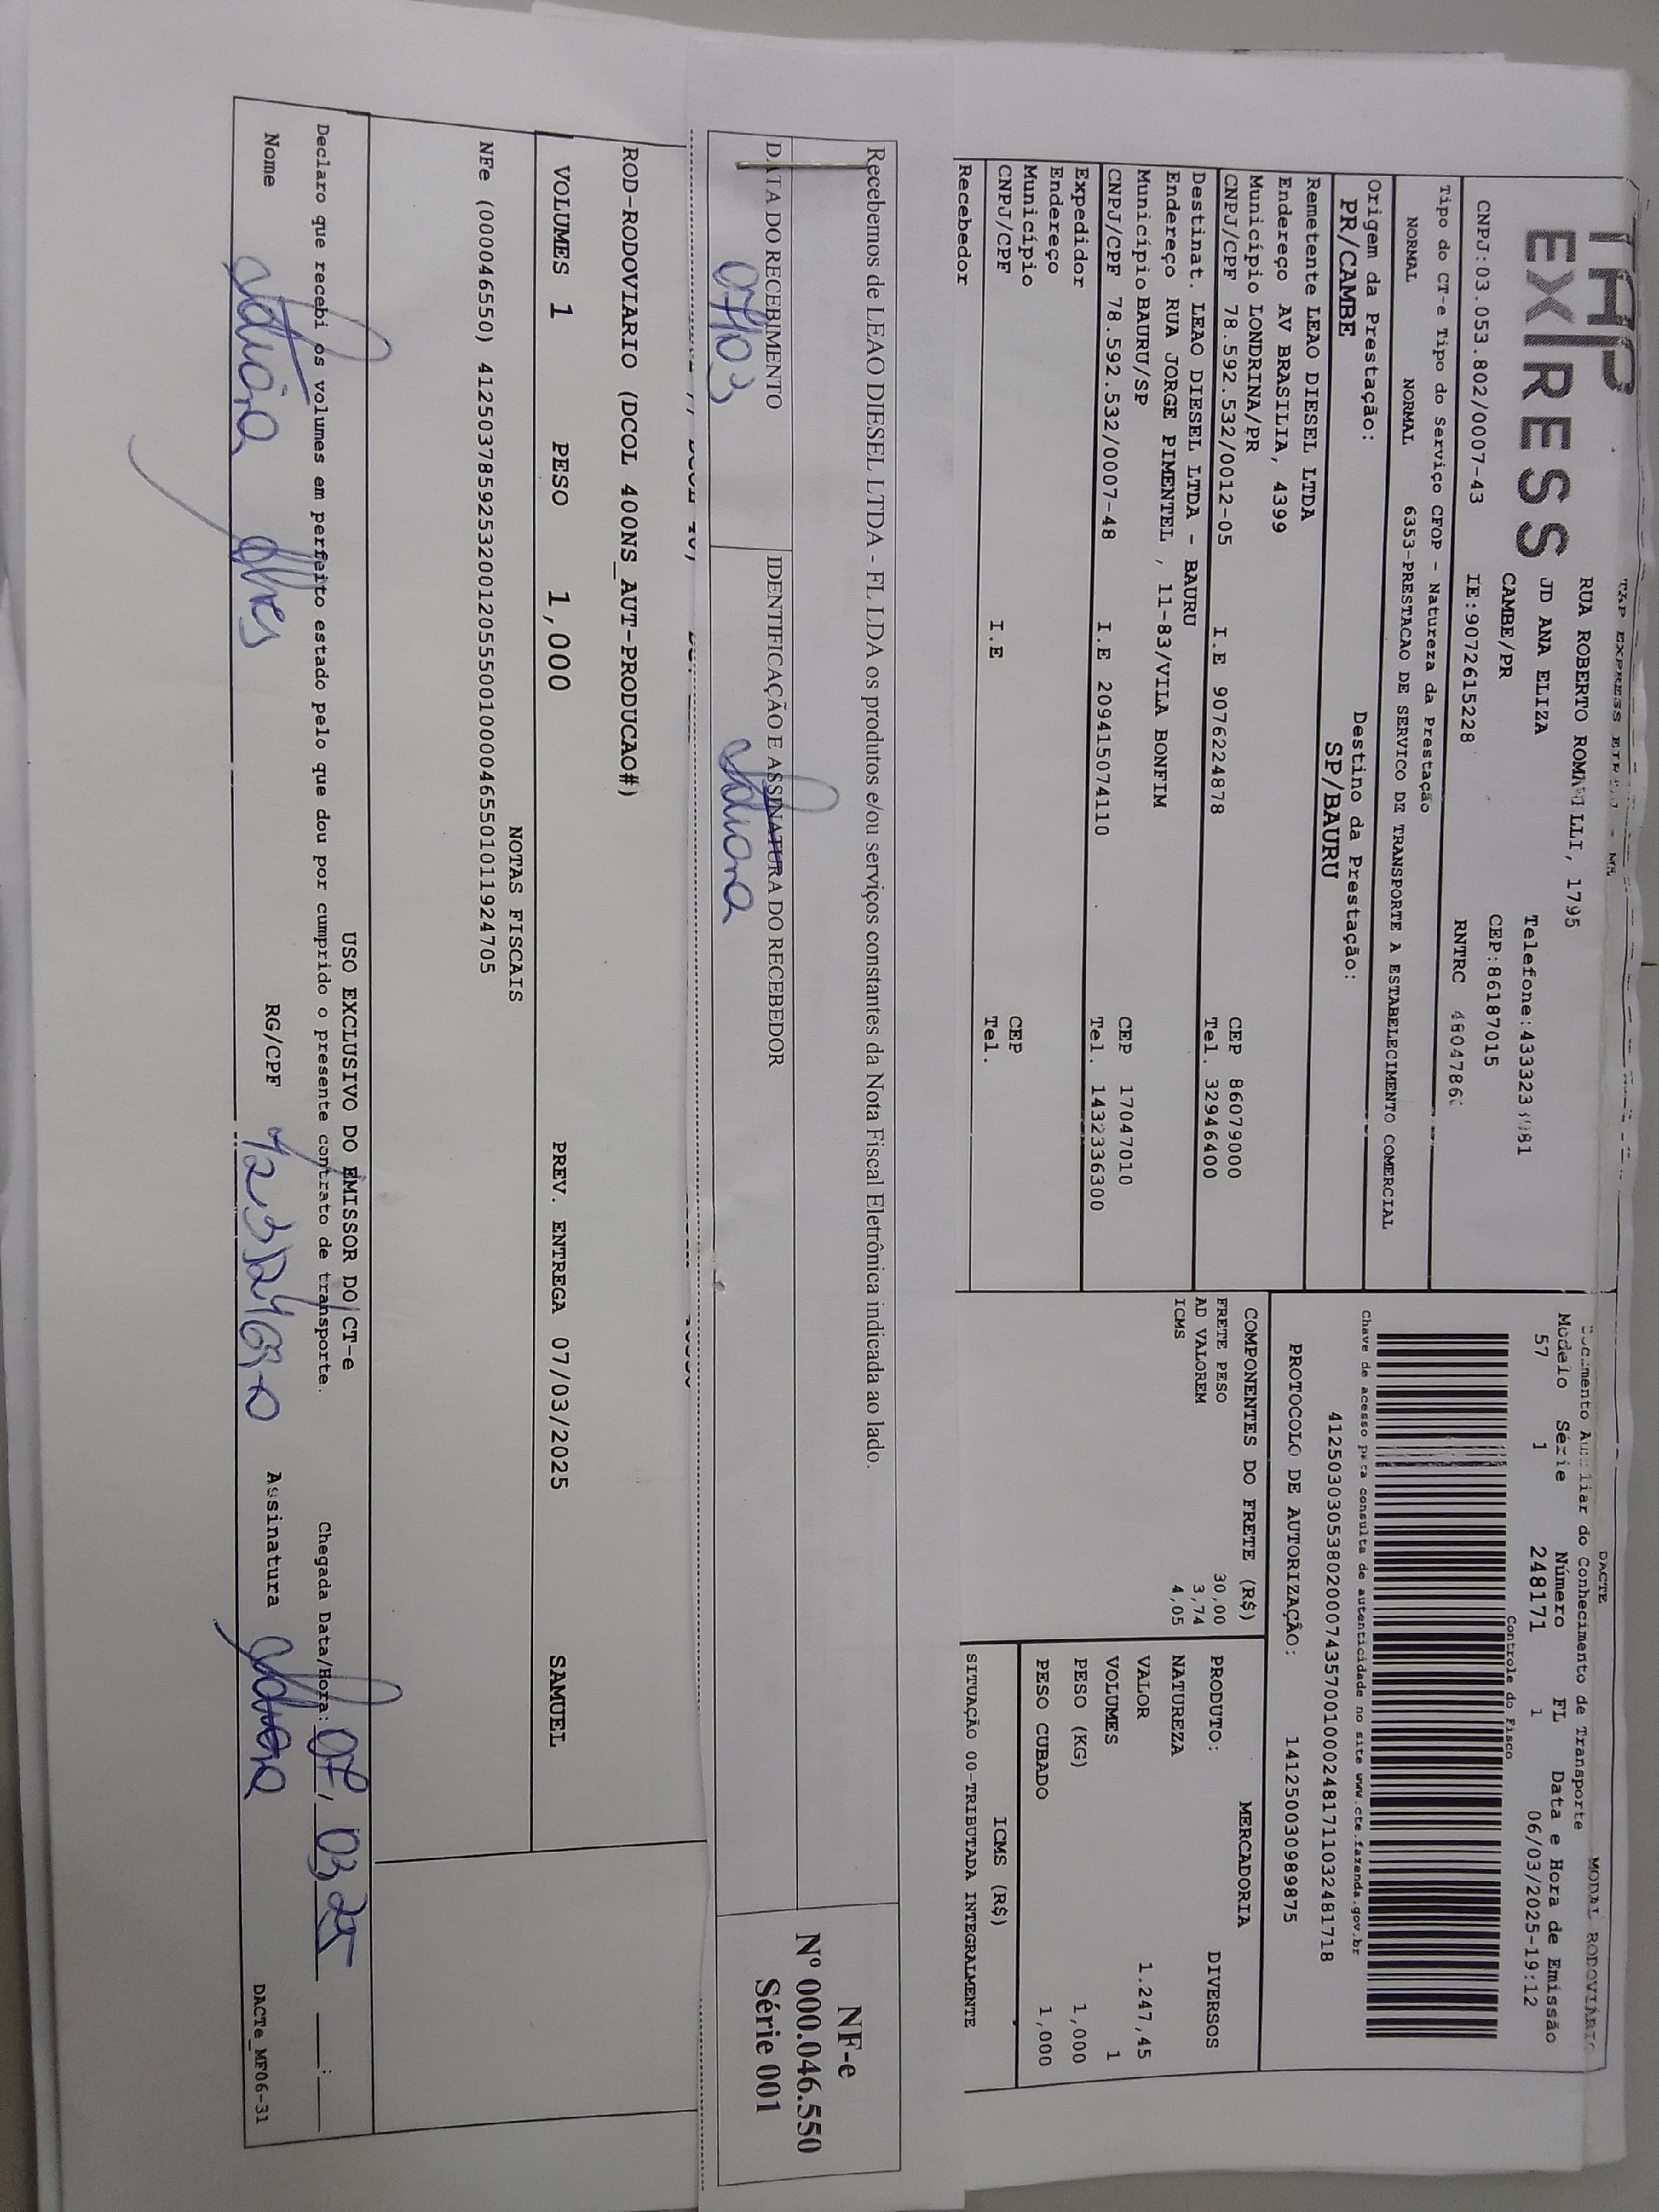 TAP EXPRESS
TAP EXPRESS - ME
RUA ROBERTO ROMANELLI, 1795
JD ANA ELIZA
CAMBE/PR
CEP:86187015
CNPJ:03.053.802/0007-43 IE:9072615228 RNTRC
Tipo do CT-e Tipo do Serviço CFOP - Natureza da Prestação
NORMAL NORMAL 6353-PRESTACAO DE SERVICO DE TRANSPORTE A ESTABELECIMENTO COMERCIAL
Origem da Prestação: Destino da Prestação:
PR/CAMBE SP/BAURU
Remetente LEAO DIESEL LTDA
Endereço AV BRASILIA, 4399
Município LONDRINA/PR CEP 86079000
CNPJ/CPF 78.592.532/0012-05 I.E 9076224878 Tel. 32946400
Destinat. LEAO DIESEL LTDA - BAURU
Endereço RUA JORGE PIMENTEL , 11-83/VILA BONFIM
Município BAURU/SP CEP 17047010
CNPJ/CPF 78.592.532/0007-48 I.E 209415074110 Tel. 1432336300
Expedidor
Endereço
Município CEP
CNPJ/CPF I.E Tel.
Recebedor
DACTE MODAL RODOVIÁRIO
Documento Auxiliar do Conhecimento de Transporte
Modelo Série Número FL Data e Hora de Emissão
57 1 248171 1 06/03/2025-19:12
Controle do Fisco
Chave de acesso para consulta de autenticidade no site www.cte.fazenda.gov.br
41250303053802000743570010002481711032481718
PROTOCOLO DE AUTORIZAÇÃO: 141250030989875
COMPONENTES DO FRETE (R$)
FRETE PESO 30,00
AD VALOREM 3,74
ICMS 4,05
MERCADORIA
PRODUTO: DIVERSOS
NATUREZA
VALOR 1.247,45
VOLUMES 1
PESO (KG) 1,000
PESO CUBADO 1,000
ICMS (R$)
SITUAÇÃO 00-TRIBUTADA INTEGRALMENTE
Recebemos de LEAO DIESEL LTDA - FL LDA os produtos e/ou serviços constantes da Nota Fiscal Eletrônica indicada ao lado.
DATA DO RECEBIMENTO IDENTIFICAÇÃO E ASSINATURA DO RECEBEDOR
07/03
NF-e
Nº 000.046.550
Série 001
ROD-RODOVIARIO (DCOL 400NS_AUT-PRODUCAO#)
VOLUMES 1 PESO 1,000 PREV. ENTREGA 07/03/2025 SAMUEL
NOTAS FISCAIS
NFe (000046550) 41250378592532001205550010000465501011924705
USO EXCLUSIVO DO EMISSOR DO CT-e
Declaro que recebi os volumes em perfeito estado pelo que dou por cumprido o presente contrato de transporte. Chegada Data/Hora: 07/03/25 :
Nome RG/CPF Assinatura
DACTe_MF06-31